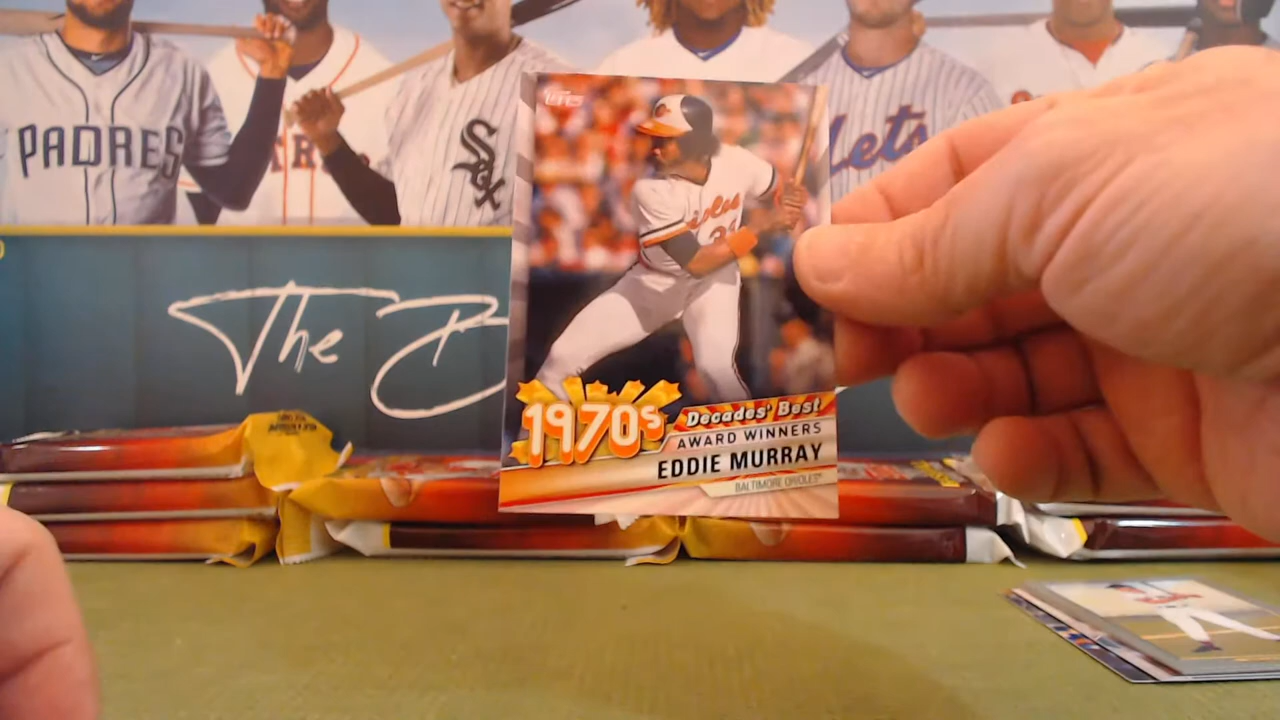 PADRES
Sox
Mets
Topps
Orioles
The B
1970s
Decades' Best
AWARD WINNERS
EDDIE MURRAY
BALTIMORE ORIOLES